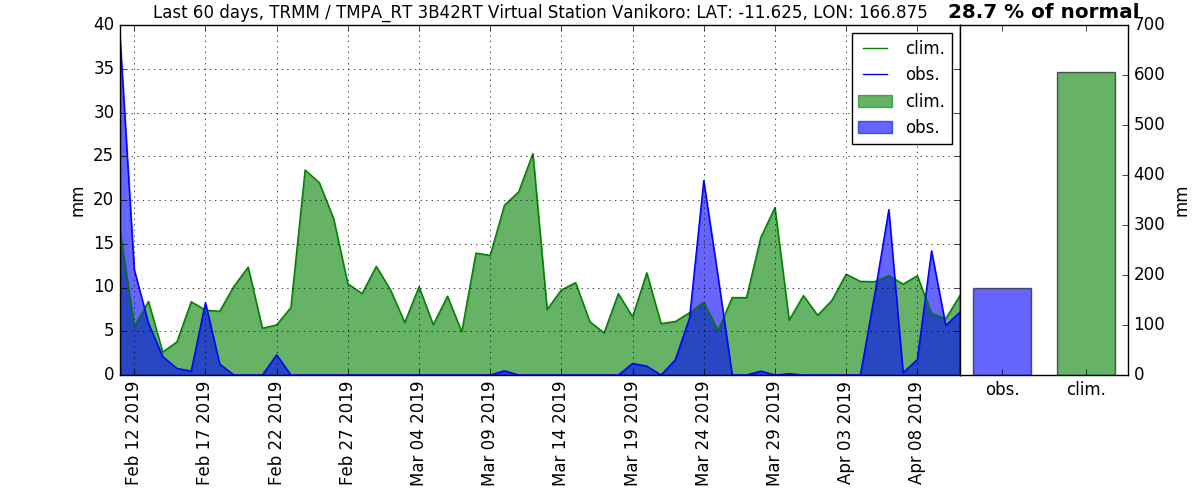 Last 60 days, TRMM / TMPA_RT 3B42RT Virtual Station Vanikoro: LAT: -11.625, LON: 166.875
28.7 % of normal
40
35
30
25
20
15
10
5
0
mm
clim.
obs.
clim.
obs.
Feb 12 2019
Feb 17 2019
Feb 22 2019
Feb 27 2019
Mar 04 2019
Mar 09 2019
Mar 14 2019
Mar 19 2019
Mar 24 2019
Mar 29 2019
Apr 03 2019
Apr 08 2019
700
600
500
400
300
200
100
0
mm
obs.
clim.